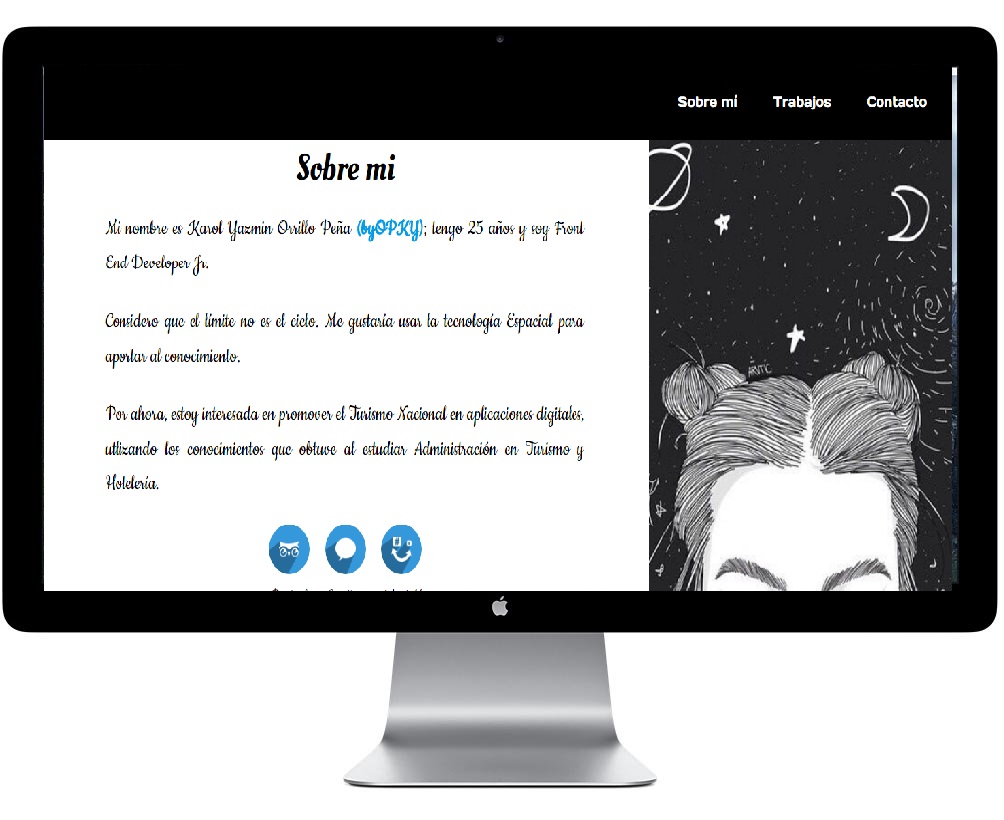 Sobre mi
Trabajos
Contacto
Sobre mi
Mi nombre es Karol Yazmin Orrillo Peña (byOPKY); tengo 25 años y soy Front
End Developer Jr.
Considero que el límite no es el cielo. Me gustaría usar la tecnología Espacial para
aportar al conocimiento.
Por ahora, estoy interesada en promover el Turismo Nacional en aplicaciones digitales,
utlizando los conocimientos que obtuve al estudiar Administración en Turismo y
Hotelería.